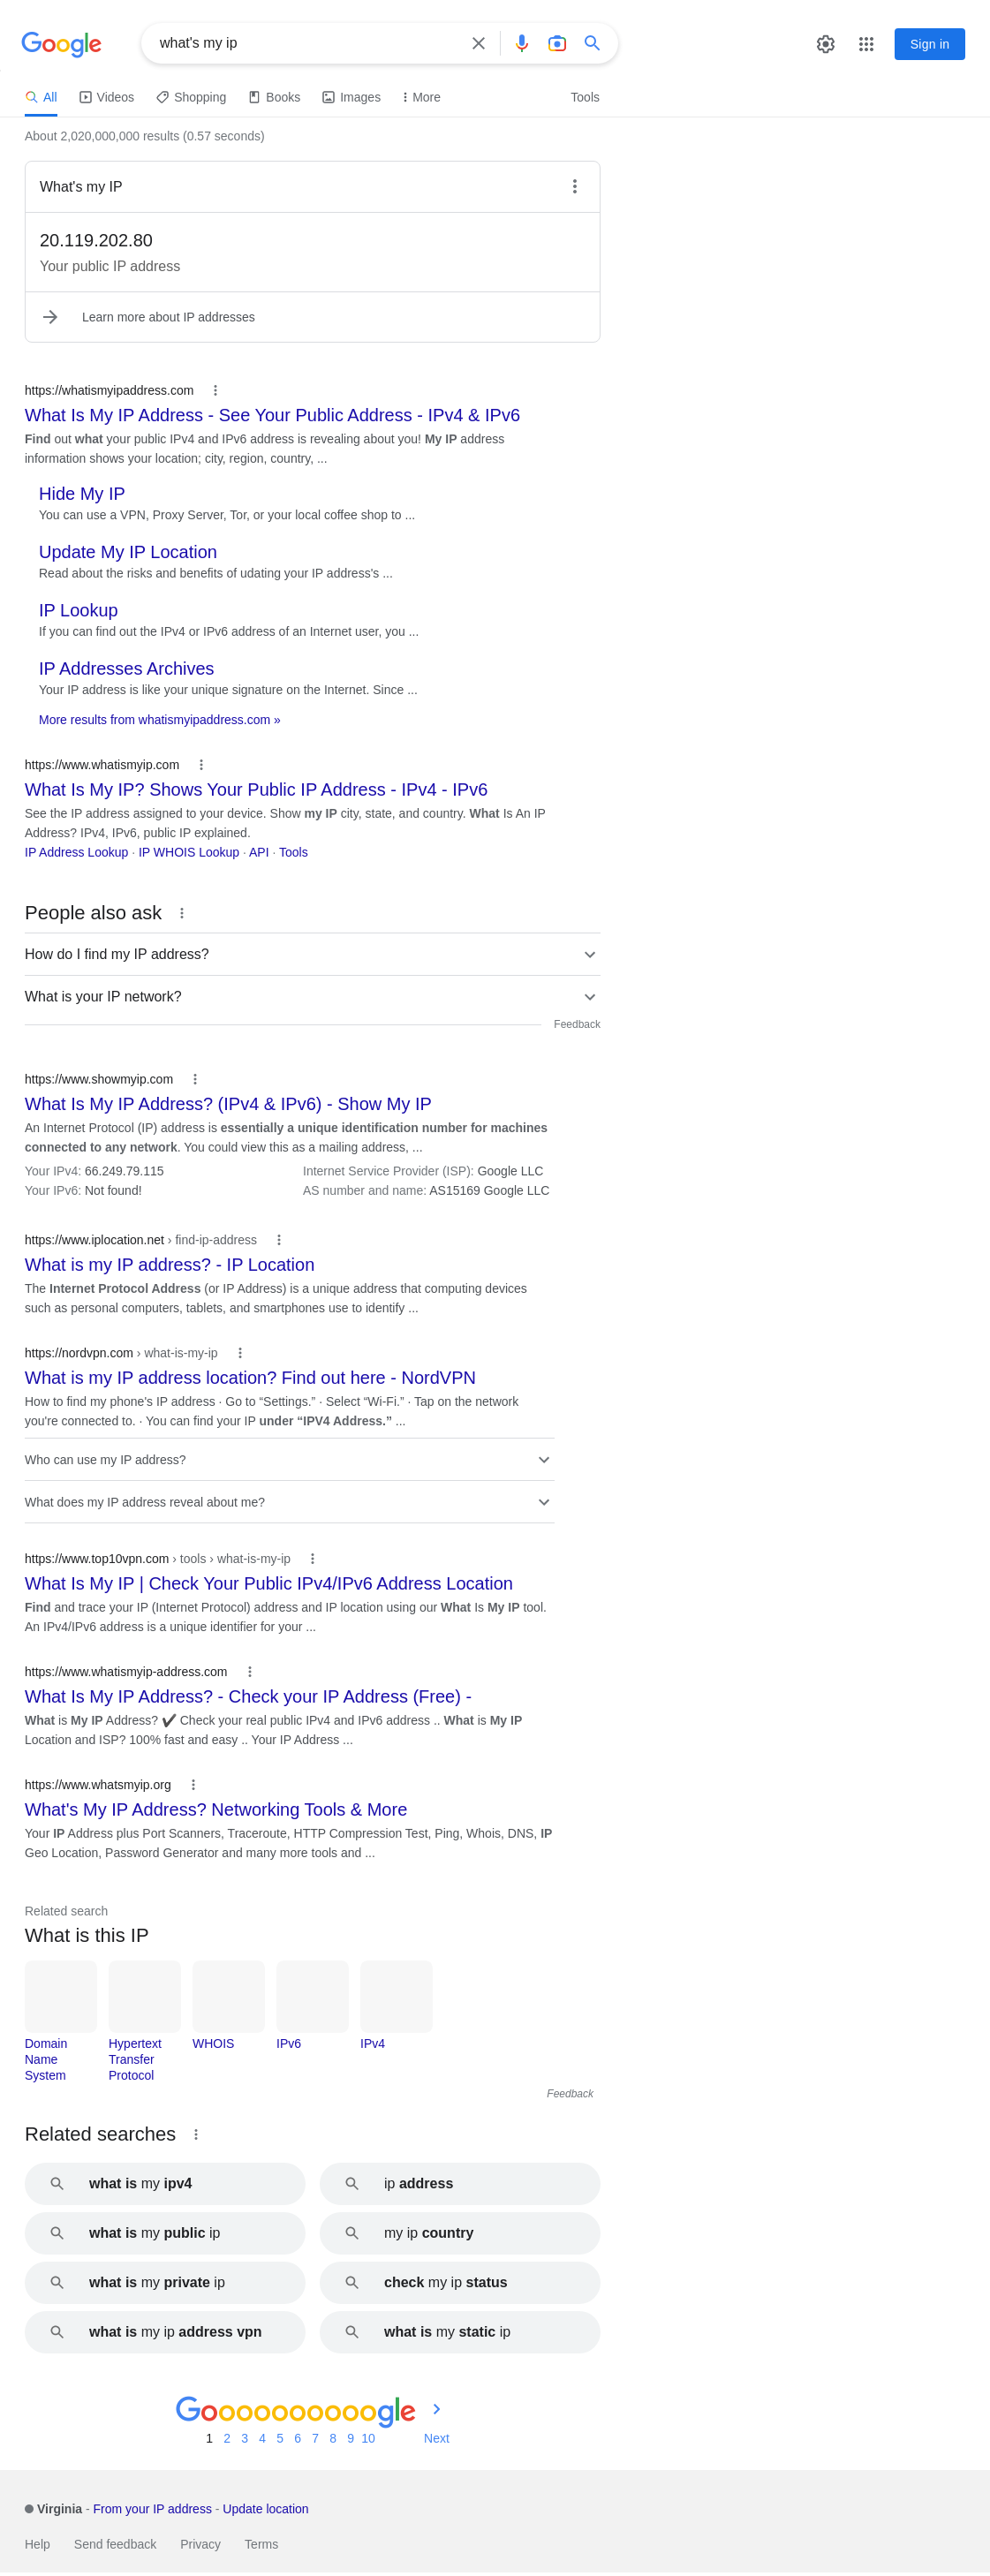 Google
what's my ip
Sign in
All
Videos
Shopping
Books
Images
More
Tools
About 2,020,000,000 results (0.57 seconds)
What's my IP
20.119.202.80
Your public IP address
Learn more about IP addresses
https://whatismyipaddress.com
What Is My IP Address - See Your Public Address - IPv4 & IPv6
Find out what your public IPv4 and IPv6 address is revealing about you! My IP address
information shows your location; city, region, country, ...
Hide My IP
You can use a VPN, Proxy Server, Tor, or your local coffee shop to ...
Update My IP Location
Read about the risks and benefits of udating your IP address's ...
IP Lookup
If you can find out the IPv4 or IPv6 address of an Internet user, you ...
IP Addresses Archives
Your IP address is like your unique signature on the Internet. Since ...
More results from whatismyipaddress.com »
https://www.whatismyip.com
What Is My IP? Shows Your Public IP Address - IPv4 - IPv6
See the IP address assigned to your device. Show my IP city, state, and country. What Is An IP
Address? IPv4, IPv6, public IP explained.
IP Address Lookup · IP WHOIS Lookup · API · Tools
People also ask
How do I find my IP address?
What is your IP network?
Feedback
https://www.showmyip.com
What Is My IP Address? (IPv4 & IPv6) - Show My IP
An Internet Protocol (IP) address is essentially a unique identification number for machines
connected to any network. You could view this as a mailing address, ...
Your IPv4: 66.249.79.115 Internet Service Provider (ISP): Google LLC
Your IPv6: Not found! AS number and name: AS15169 Google LLC
https://www.iplocation.net › find-ip-address
What is my IP address? - IP Location
The Internet Protocol Address (or IP Address) is a unique address that computing devices
such as personal computers, tablets, and smartphones use to identify ...
https://nordvpn.com › what-is-my-ip
What is my IP address location? Find out here - NordVPN
How to find my phone's IP address · Go to “Settings.” · Select “Wi-Fi.” · Tap on the network
you're connected to. · You can find your IP under “IPV4 Address.” ...
Who can use my IP address?
What does my IP address reveal about me?
https://www.top10vpn.com › tools › what-is-my-ip
What Is My IP | Check Your Public IPv4/IPv6 Address Location
Find and trace your IP (Internet Protocol) address and IP location using our What Is My IP tool.
An IPv4/IPv6 address is a unique identifier for your ...
https://www.whatismyip-address.com
What Is My IP Address? - Check your IP Address (Free) -
What is My IP Address? ✔️ Check your real public IPv4 and IPv6 address .. What is My IP
Location and ISP? 100% fast and easy .. Your IP Address ...
https://www.whatsmyip.org
What's My IP Address? Networking Tools & More
Your IP Address plus Port Scanners, Traceroute, HTTP Compression Test, Ping, Whois, DNS, IP
Geo Location, Password Generator and many more tools and ...
Related search
What is this IP
Domain
Name
System
Hypertext
Transfer
Protocol
WHOIS
IPv6
IPv4
Feedback
Related searches
what is my ipv4
ip address
what is my public ip
my ip country
what is my private ip
check my ip status
what is my ip address vpn
what is my static ip
Goooooooooogle
1 2 3 4 5 6 7 8 9 10 Next
Virginia - From your IP address - Update location
Help Send feedback Privacy Terms